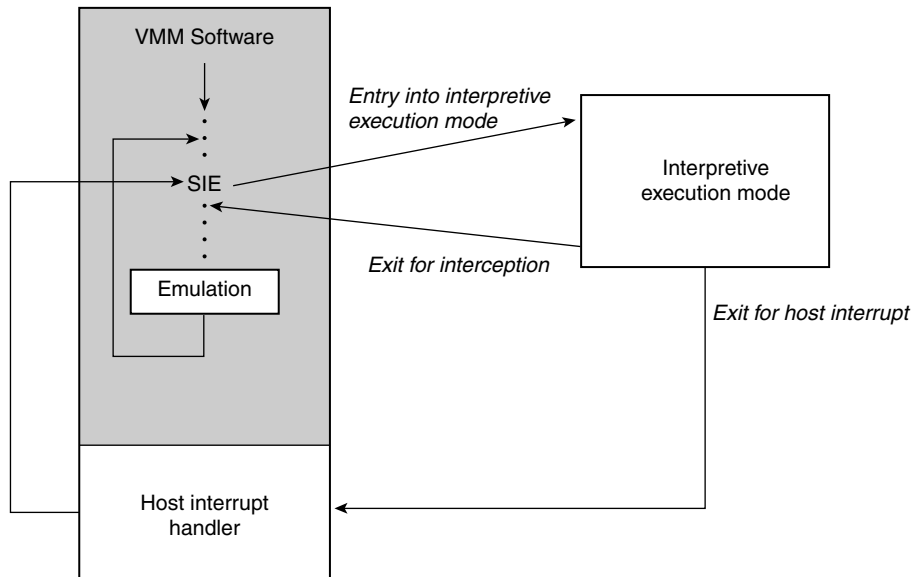 VMM Software
Entry into interpretive
execution mode
SIE
Interpretive
execution mode
Exit for interception
Emulation
Exit for host interrupt
Host interrupt
handler